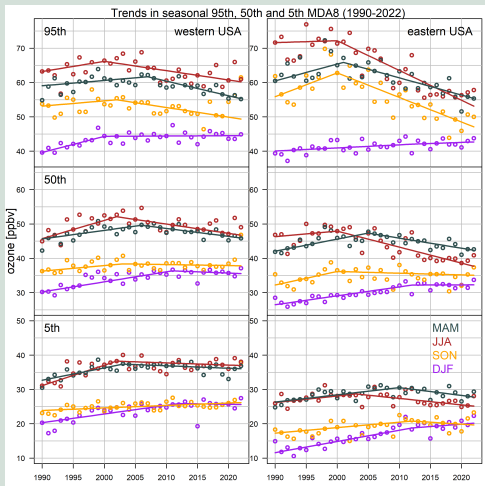 Trends in seasonal 95th, 50th and 5th MDA8 (1990-2022)
95th western USA eastern USA
70
60
50
40
50th
60
50
40
30
5th
50
40
30
20
10
MAM
JJA
SON
DJF
ozone [ppbv]
1990 1995 2000 2005 2010 2015 2020 1990 1995 2000 2005 2010 2015 2020